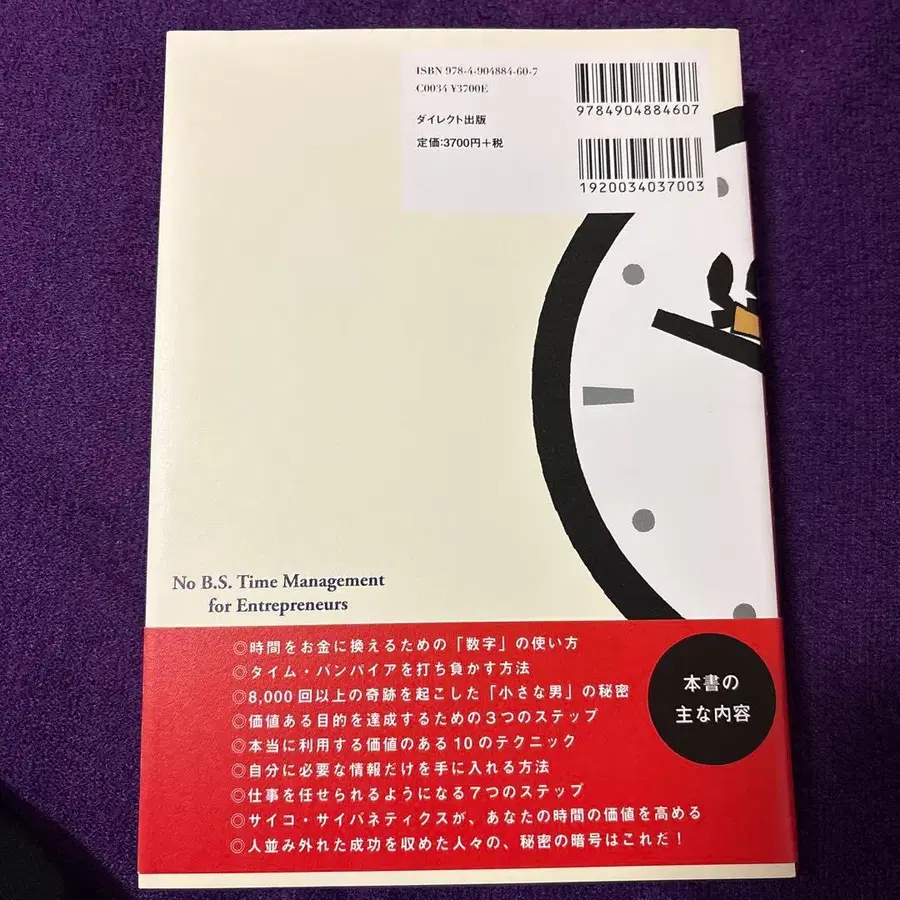 ISBN 978-4-904884-60-7
C0034 ¥3700E
ダイレクト出版
定価:3700円+税
9784904884607
1920034037003
No B.S. Time Management
for Entrepreneurs
◎時間をお金に換えるための「数字」の使い方
◎タイム・バンパイアを打ち負かす方法
◎8,000回以上の奇跡を起こした「小さな男」の秘密
◎価値ある目的を達成するための3つのステップ
◎本当に利用する価値のある10のテクニック
◎自分に必要な情報だけを手に入れる方法
◎仕事を任せられるようになる7つのステップ
◎サイコ・サイバネティクスが、あなたの時間の価値を高める
◎人並み外れた成功を収めた人々の、秘密の暗号はこれだ!
本書の
主な内容